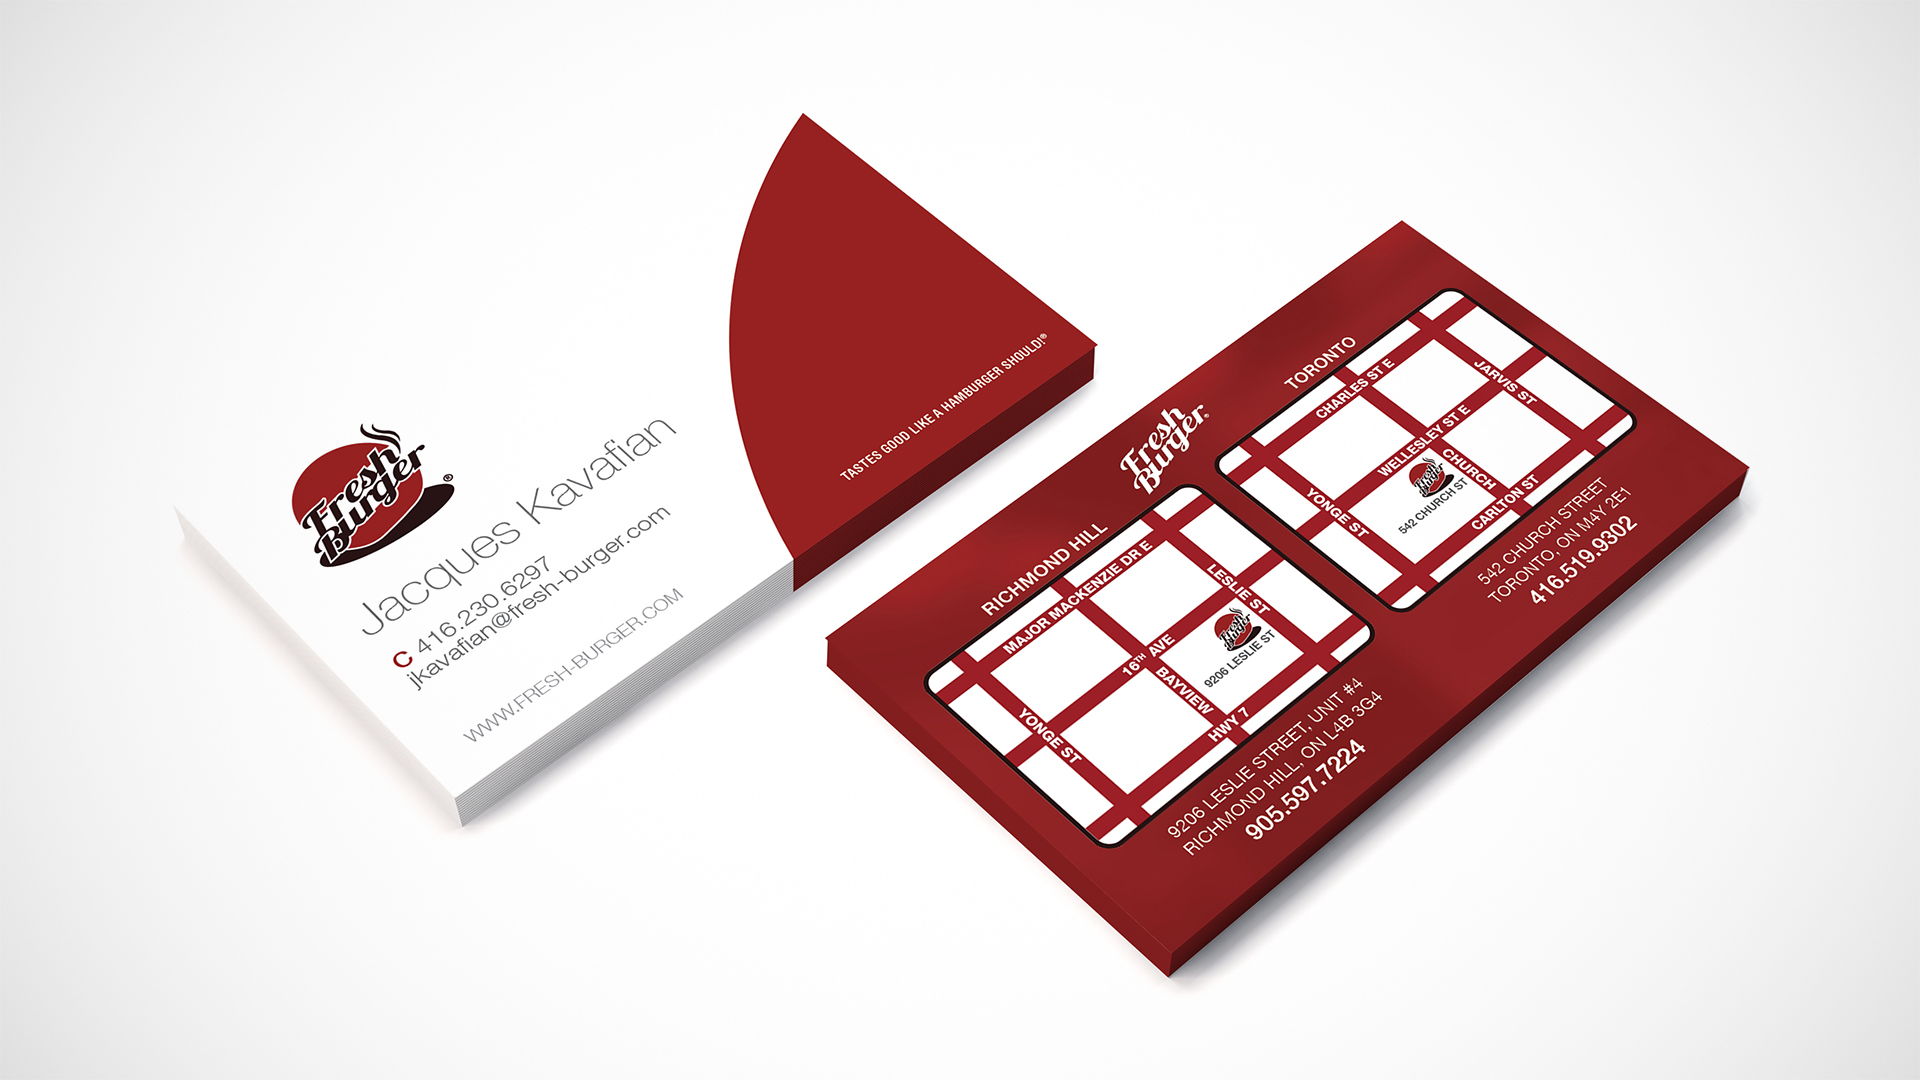 Fresh
Burger®
Jacques Kavafian
C 416.230.6297
jkavafian@fresh-burger.com
WWW.FRESH-BURGER.COM
TASTES GOOD LIKE A HAMBURGER SHOULD!®
Fresh
Burger®
RICHMOND HILL
MAJOR MACKENZIE DR E
LESLIE ST
16TH AVE
BAYVIEW
HWY 7
YONGE ST
Fresh
Burger
9206 LESLIE ST
9206 LESLIE STREET, UNIT #4
RICHMOND HILL, ON L4B 3G4
905.597.7224
TORONTO
CHARLES ST E
JARVIS ST
WELLESLEY ST E
CHURCH
CARLTON ST
YONGE ST
Fresh
Burger
542 CHURCH ST
542 CHURCH STREET
TORONTO, ON M4Y 2E1
416.519.9302